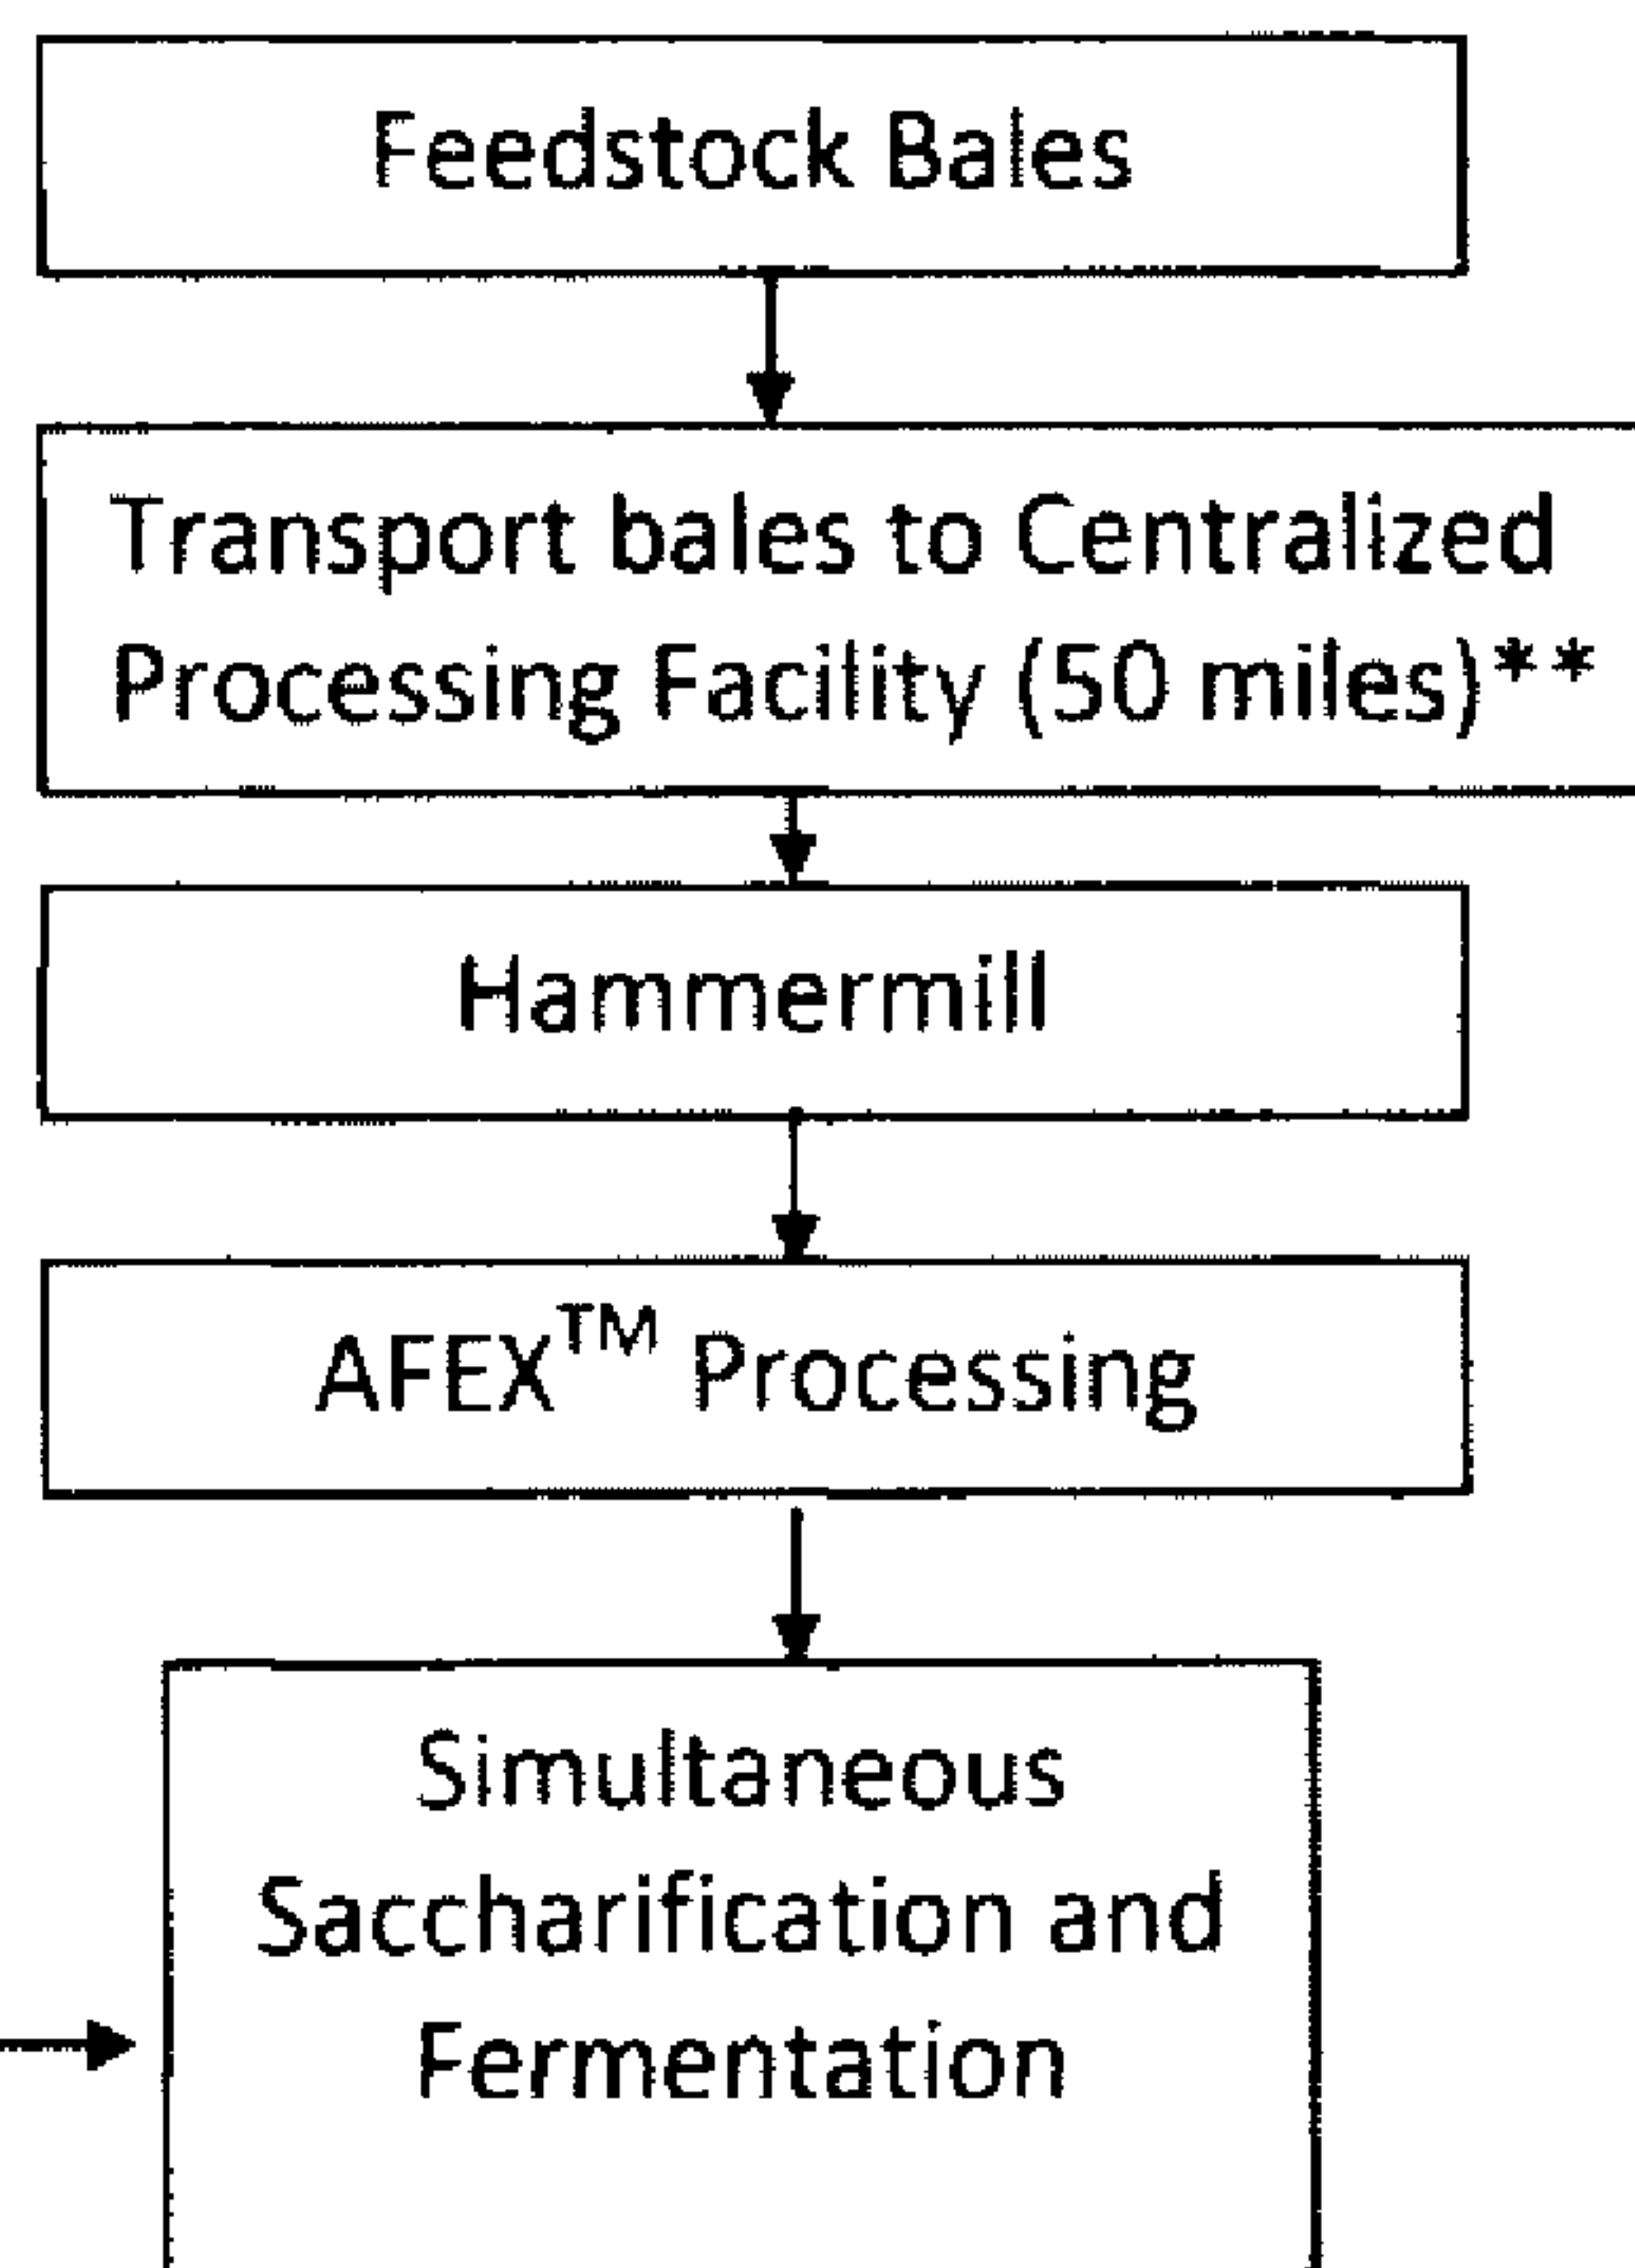 Feedstock Bales
Transport bales to Centralized
Processing Facility (50 miles)**
Hammermill
AFEX™ Processing
Simultaneous
Saccharification and
Fermentation